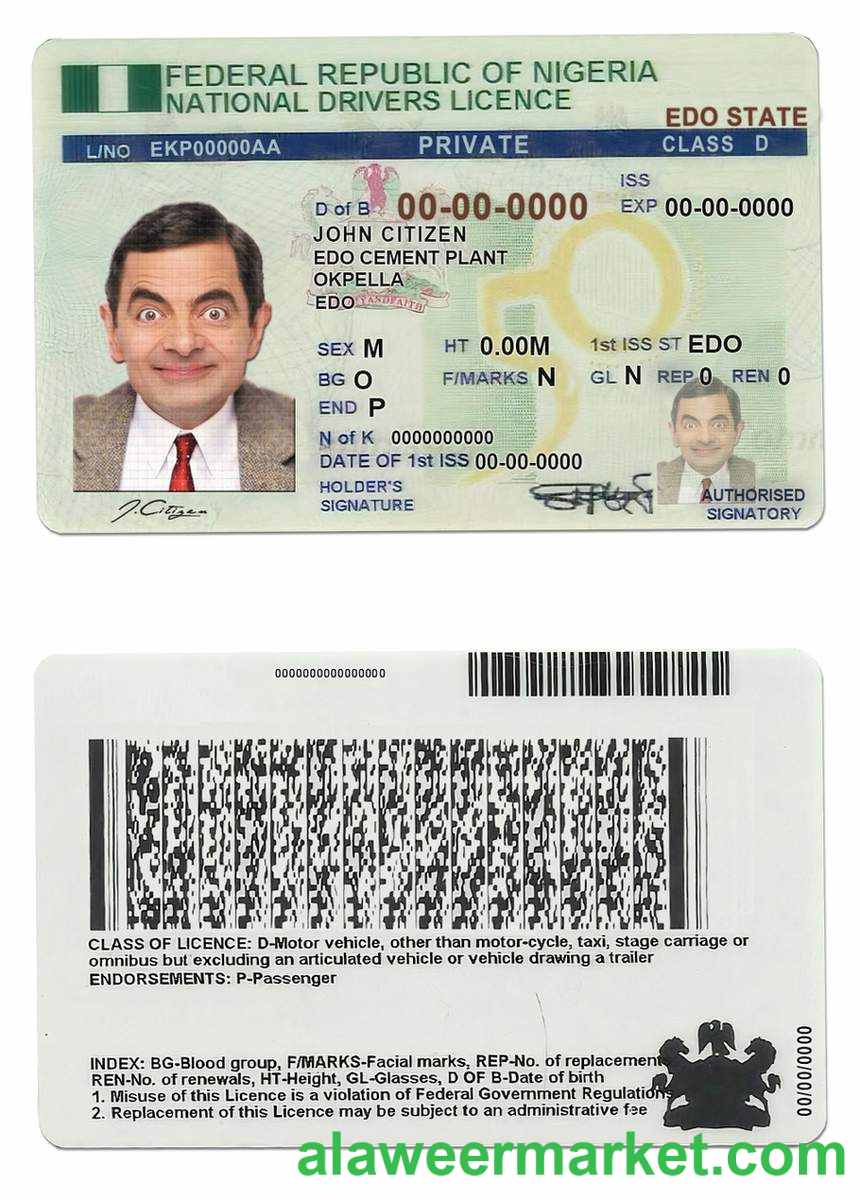 FEDERAL REPUBLIC OF NIGERIA
NATIONAL DRIVERS LICENCE
EDO STATE
L/NO EKP00000AA PRIVATE CLASS D
ISS
D of B 00-00-0000 EXP 00-00-0000
JOHN CITIZEN
EDO CEMENT PLANT
OKPELLA
EDO
SEX M HT 0.00M 1st ISS ST EDO
BG O F/MARKS N GL N REP 0 REN 0
END P
N of K 0000000000
DATE OF 1st ISS 00-00-0000
HOLDER'S
SIGNATURE
AUTHORISED
SIGNATORY
J. Citizen
0000000000000000
CLASS OF LICENCE: D-Motor vehicle, other than motor-cycle, taxi, stage carriage or
omnibus but excluding an articulated vehicle or vehicle drawing a trailer
ENDORSEMENTS: P-Passenger
INDEX: BG-Blood group, F/MARKS-Facial marks, REP-No. of replacement
REN-No. of renewals, HT-Height, GL-Glasses, D OF B-Date of birth
1. Misuse of this Licence is a violation of Federal Government Regulations
2. Replacement of this Licence may be subject to an administrative fee
00/00/0000
alaweermarket.com